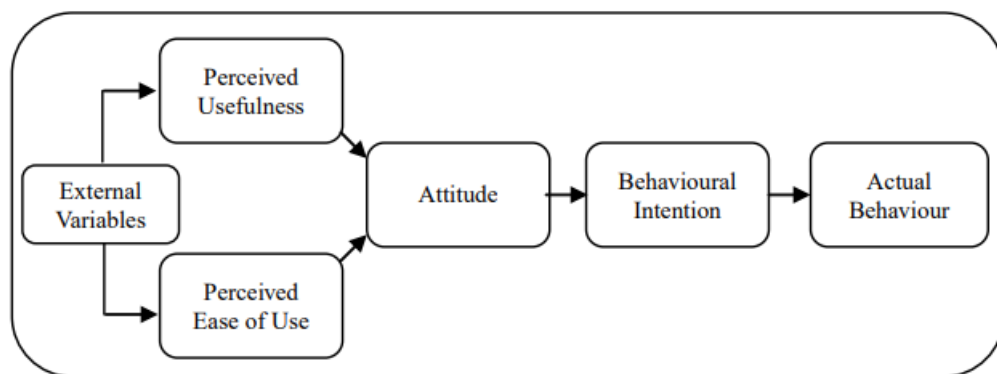 Perceived
Usefulness
External
Variables
Perceived
Ease of Use
Attitude
Behavioural
Intention
Actual
Behaviour